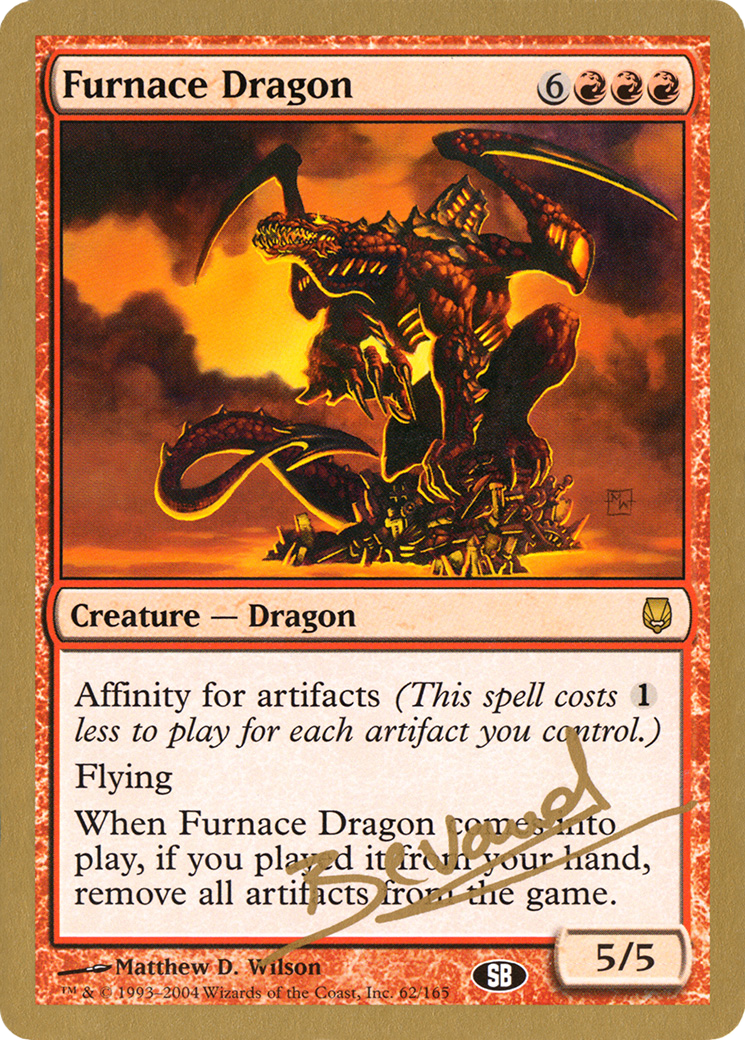 Furnace Dragon 6
MW
Creature — Dragon
Affinity for artifacts (This spell costs 1
less to play for each artifact you control.)
Flying
When Furnace Dragon comes into
play, if you played it from your hand,
remove all artifacts from the game.
Bevand
5/5
Matthew D. Wilson
SB
™ & © 1993–2004 Wizards of the Coast, Inc. 62/165